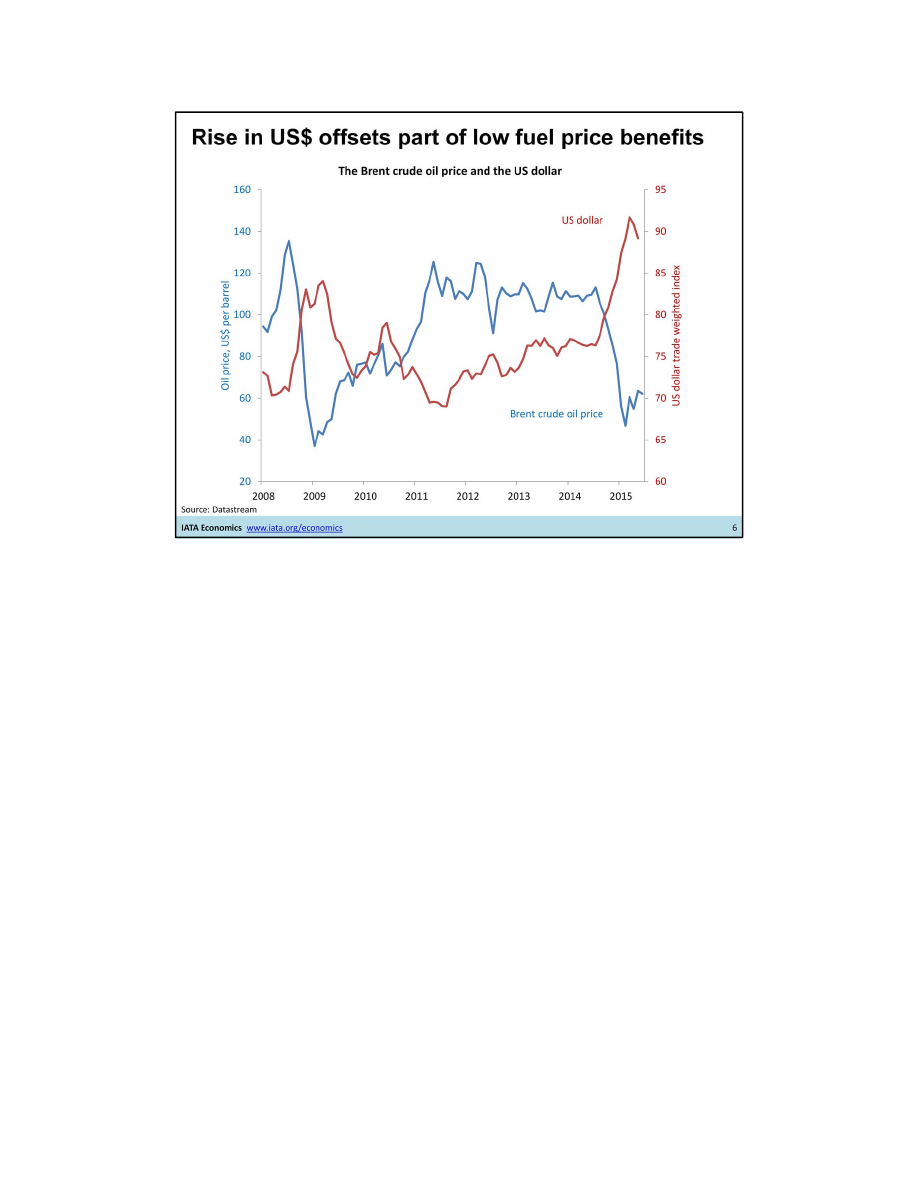 Rise in US$ offsets part of low fuel price benefits
The Brent crude oil price and the US dollar
160
140
120
100
80
60
40
20
Oil price, US$ per barrel
US dollar
Brent crude oil price
95
90
85
80
75
70
65
60
US dollar trade weighted index
2008 2009 2010 2011 2012 2013 2014 2015
Source: Datastream
IATA Economics www.iata.org/economics 6